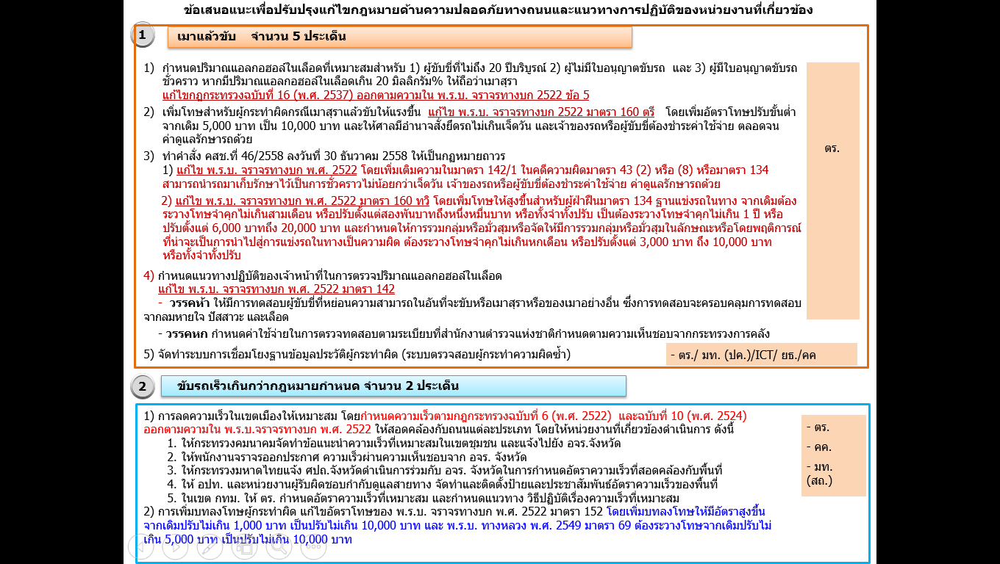 ข้อเสนอแนะเพื่อปรับปรุงแก้ไขกฎหมายด้านความปลอดภัยทางถนนและแนวทางการปฏิบัติของหน่วยงานที่เกี่ยวข้อง
1
เมาแล้วขับ จำนวน 5 ประเด็น
1) กำหนดปริมาณแอลกอฮอล์ในเลือดที่เหมาะสมสำหรับ 1) ผู้ขับขี่ที่ไม่ถึง 20 ปีบริบูรณ์ 2) ผู้ไม่มีใบอนุญาตขับรถ และ 3) ผู้มีใบอนุญาตขับรถ
ชั่วคราว หากมีปริมาณแอลกอฮอล์ในเลือดเกิน 20 มิลลิกรัม% ให้ถือว่าเมาสุรา
แก้ไขกฎกระทรวงฉบับที่ 16 (พ.ศ. 2537) ออกตามความใน พ.ร.บ. จราจรทางบก 2522 ข้อ 5
2) เพิ่มโทษสำหรับผู้กระทำผิดกรณีเมาสุราแล้วขับให้แรงขึ้น แก้ไข พ.ร.บ. จราจรทางบก 2522 มาตรา 160 ตรี โดยเพิ่มอัตราโทษปรับขั้นต่ำ
จากเดิม 5,000 บาท เป็น 10,000 บาท และให้ศาลมีอำนาจสั่งยึดรถไม่เกินเจ็ดวัน และเจ้าของรถหรือผู้ขับขี่ต้องชำระค่าใช้จ่าย ตลอดจน
ค่าดูแลรักษารถด้วย
3) ทำคำสั่ง คสช.ที่ 46/2558 ลงวันที่ 30 ธันวาคม 2558 ให้เป็นกฎหมายถาวร
1) แก้ไข พ.ร.บ. จราจรทางบก พ.ศ. 2522 โดยเพิ่มเติมความในมาตรา 142/1 ในคดีความผิดมาตรา 43 (2) หรือ (8) หรือมาตรา 134
สามารถนำรถมาเก็บรักษาไว้เป็นการชั่วคราวไม่น้อยกว่าเจ็ดวัน เจ้าของรถหรือผู้ขับขี่ต้องชำระค่าใช้จ่าย ค่าดูแลรักษารถด้วย
2) แก้ไข พ.ร.บ. จราจรทางบก พ.ศ. 2522 มาตรา 160 ทวิ โดยเพิ่มโทษให้สูงขึ้นสำหรับผู้ฝ่าฝืนมาตรา 134 ฐานแข่งรถในทาง จากเดิมต้อง
ระวางโทษจำคุกไม่เกินสามเดือน หรือปรับตั้งแต่สองพันบาทถึงหนึ่งหมื่นบาท หรือทั้งจำทั้งปรับ เป็นต้องระวางโทษจำคุกไม่เกิน 1 ปี หรือ
ปรับตั้งแต่ 6,000 บาทถึง 20,000 บาท และกำหนดให้การรวมกลุ่มหรือมั่วสุมหรือจัดให้มีการรวมกลุ่มหรือมั่วสุมในลักษณะหรือโดยพฤติการณ์
ที่น่าจะเป็นการนำไปสู่การแข่งรถในทางเป็นความผิด ต้องระวางโทษจำคุกไม่เกินหกเดือน หรือปรับตั้งแต่ 3,000 บาท ถึง 10,000 บาท
หรือทั้งจำทั้งปรับ
ตร.
4) กำหนดแนวทางปฏิบัติของเจ้าหน้าที่ในการตรวจปริมาณแอลกอฮอล์ในเลือด
แก้ไข พ.ร.บ. จราจรทางบก พ.ศ. 2522 มาตรา 142
- วรรคห้า ให้มีการทดสอบผู้ขับขี่ที่หย่อนความสามารถในอันที่จะขับหรือเมาสุราหรือของเมาอย่างอื่น ซึ่งการทดสอบจะครอบคลุมการทดสอบ
จากลมหายใจ ปัสสาวะ และเลือด
- วรรคหก กำหนดค่าใช้จ่ายในการตรวจทดสอบตามระเบียบที่สำนักงานตำรวจแห่งชาติกำหนดตามความเห็นชอบจากกระทรวงการคลัง
5) จัดทำระบบการเชื่อมโยงฐานข้อมูลประวัติผู้กระทำผิด (ระบบตรวจสอบผู้กระทำความผิดซ้ำ)
- ตร./ มท. (ปค.)/ICT/ ยธ./คค
2
ขับรถเร็วเกินกว่ากฎหมายกำหนด จำนวน 2 ประเด็น
1) การลดความเร็วในเขตเมืองให้เหมาะสม โดยกำหนดความเร็วตามกฎกระทรวงฉบับที่ 6 (พ.ศ. 2522) และฉบับที่ 10 (พ.ศ. 2524)
ออกตามความใน พ.ร.บ.จราจรทางบก พ.ศ. 2522 ให้สอดคล้องกับถนนแต่ละประเภท โดยให้หน่วยงานที่เกี่ยวข้องดำเนินการ ดังนี้
1. ให้กระทรวงคมนาคมจัดทำข้อแนะนำความเร็วที่เหมาะสมในเขตชุมชน และแจ้งไปยัง อจร.จังหวัด
2. ให้พนักงานจราจรออกประกาศ ความเร็วผ่านความเห็นชอบจาก อจร. จังหวัด
3. ให้กระทรวงมหาดไทยแจ้ง ศปถ.จังหวัดดำเนินการร่วมกับ อจร. จังหวัดในการกำหนดอัตราความเร็วที่สอดคล้องกับพื้นที่
4. ให้ อปท. และหน่วยงานผู้รับผิดชอบกำกับดูแลสายทาง จัดทำและติดตั้งป้ายและประชาสัมพันธ์อัตราความเร็วของพื้นที่
5. ในเขต กทม. ให้ ตร. กำหนดอัตราความเร็วที่เหมาะสม และกำหนดแนวทาง วิธีปฏิบัติเรื่องความเร็วที่เหมาะสม
- ตร.
- คค.
- มท.
(สถ.)
2) การเพิ่มบทลงโทษผู้กระทำผิด แก้ไขอัตราโทษของ พ.ร.บ. จราจรทางบก พ.ศ. 2522 มาตรา 152 โดยเพิ่มบทลงโทษให้มีอัตราสูงขึ้น
จากเดิมปรับไม่เกิน 1,000 บาท เป็นปรับไม่เกิน 10,000 บาท และ พ.ร.บ. ทางหลวง พ.ศ. 2549 มาตรา 69 ต้องระวางโทษจากเดิมปรับไม่
เกิน 5,000 บาท เป็นปรับไม่เกิน 10,000 บาท